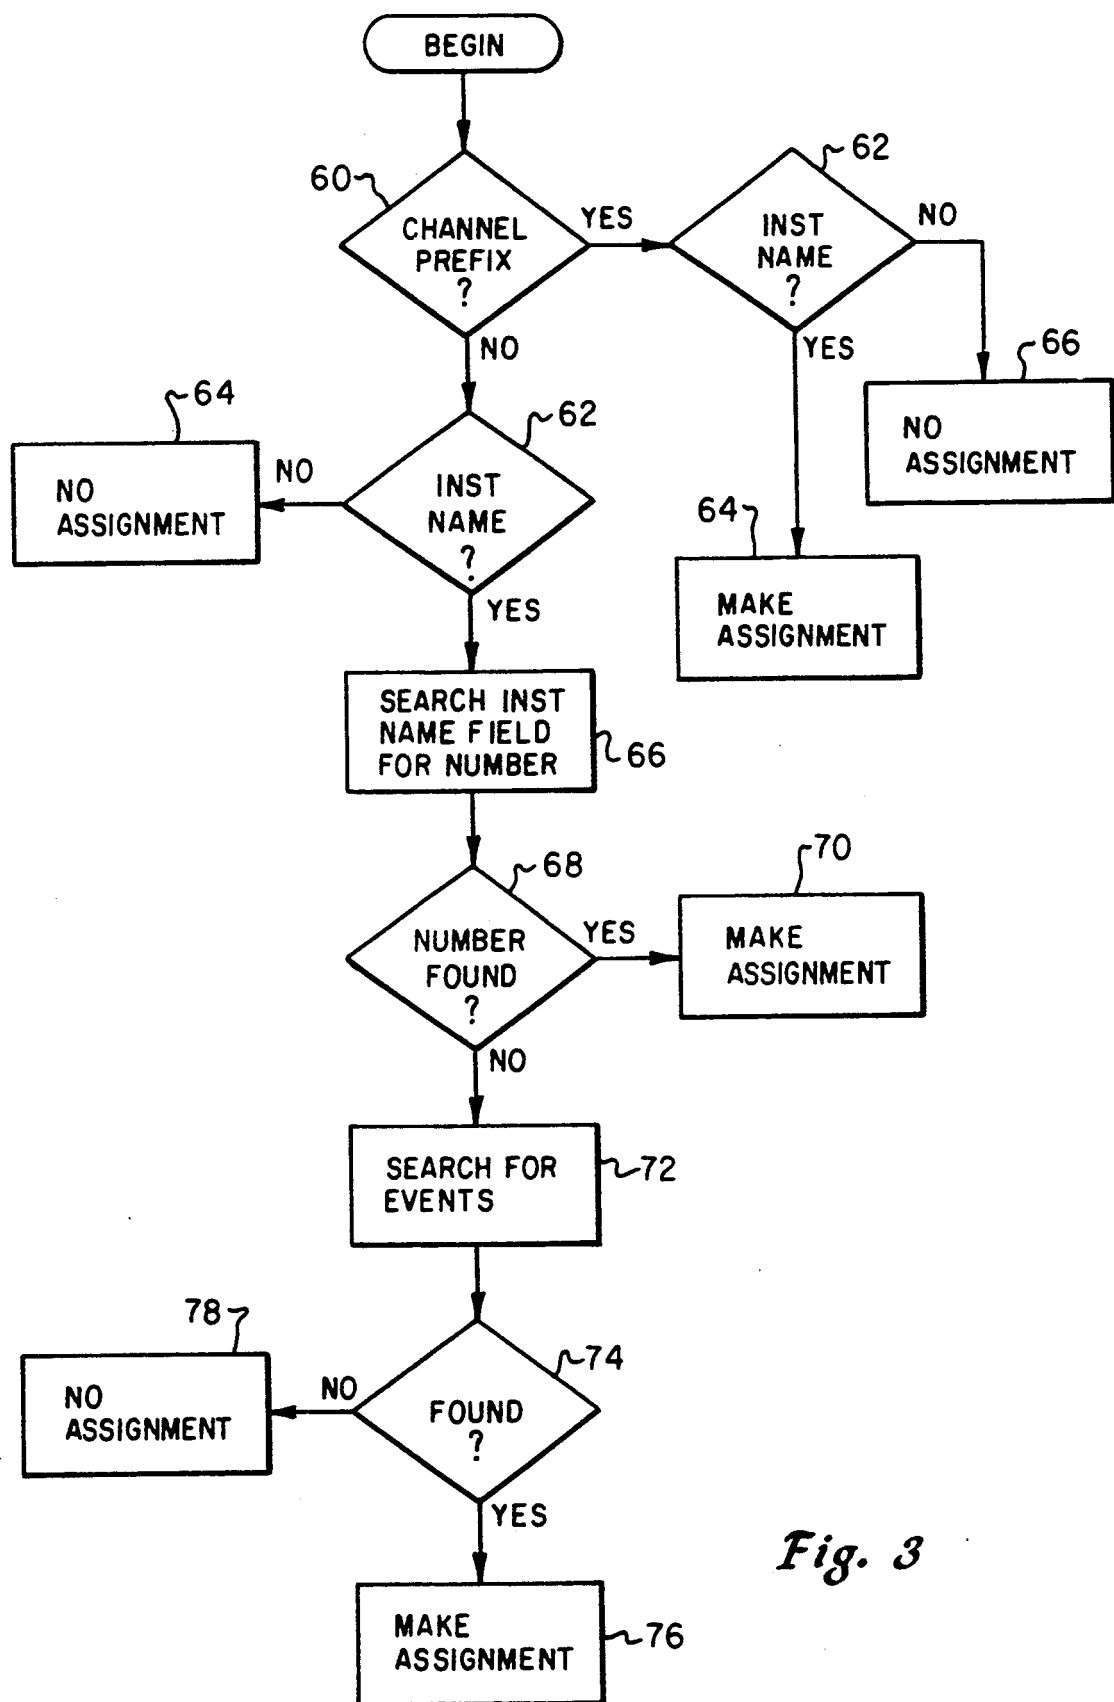 BEGIN
60
CHANNEL
PREFIX
?
YES
NO
62
INST
NAME
?
NO
YES
66
NO
ASSIGNMENT
64
MAKE
ASSIGNMENT
62
INST
NAME
?
NO
YES
64
NO
ASSIGNMENT
SEARCH INST
NAME FIELD
FOR NUMBER
66
68
NUMBER
FOUND
?
YES
NO
70
MAKE
ASSIGNMENT
SEARCH FOR
EVENTS
72
74
FOUND
?
NO
YES
78
NO
ASSIGNMENT
MAKE
ASSIGNMENT
76
Fig. 3